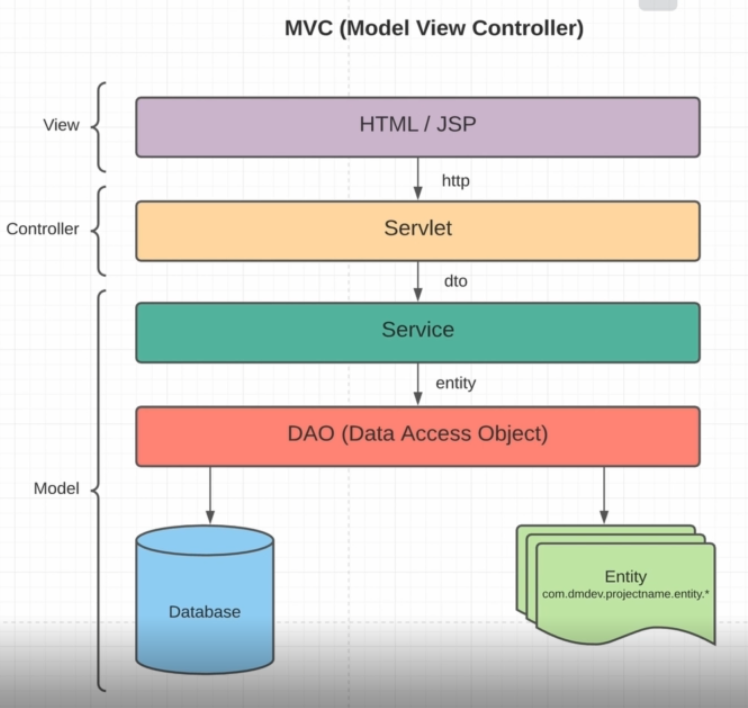 MVC (Model View Controller)
View
HTML / JSP
http
Controller
Servlet
dto
Service
entity
DAO (Data Access Object)
Model
Database
Entity
com.dmdev.projectname.entity.*